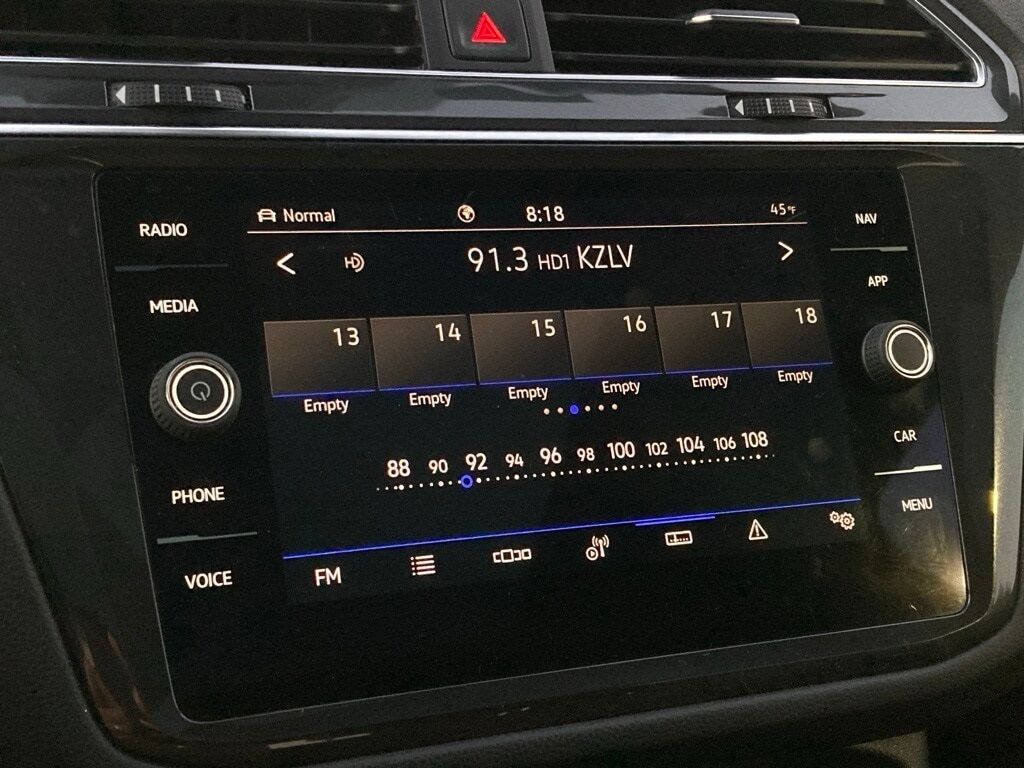 Normal 8:18 45°F
RADIO
NAV
91.3 HD1 KZLV
HD
MEDIA
APP
13 14 15 16 17 18
Empty Empty Empty Empty Empty Empty
88 90 92 94 96 98 100 102 104 106 108
CAR
PHONE
MENU
FM
VOICE